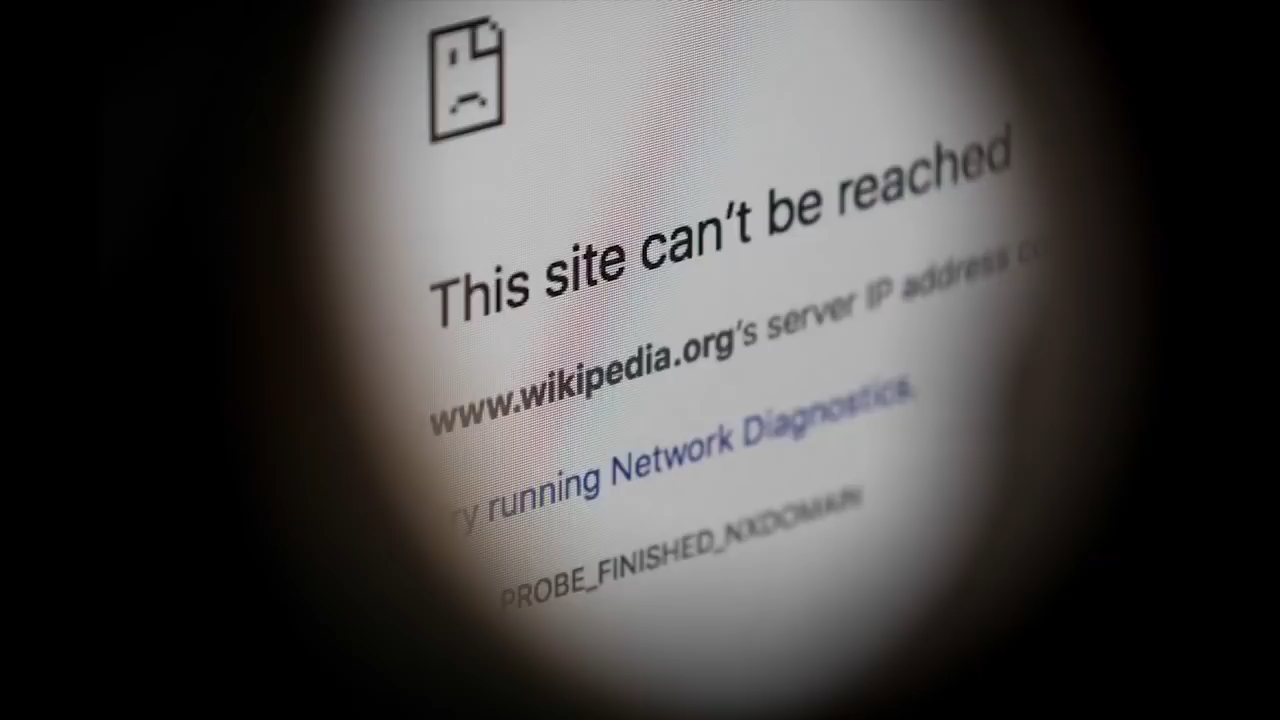 This site can't be reached
www.wikipedia.org's server IP address
running Network Diagnostics.
PROBE_FINISHED_NXDOMAIN